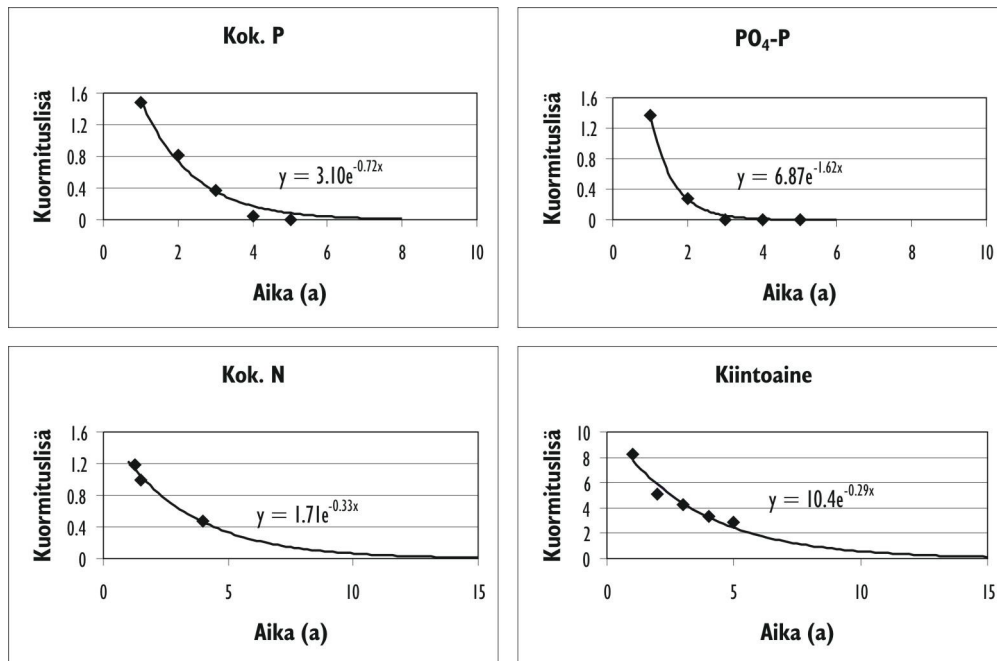 Kok. P
Kuormituslisä
1.6
1.2
0.8
0.4
0
y = 3.10e^-0.72x
0 2 4 6 8 10
Aika (a)
PO₄-P
Kuormituslisä
1.6
1.2
0.8
0.4
0
y = 6.87e^-1.62x
0 2 4 6 8 10
Aika (a)
Kok. N
Kuormituslisä
1.6
1.2
0.8
0.4
0
y = 1.71e^-0.33x
0 5 10 15
Aika (a)
Kiintoaine
Kuormituslisä
10
8
6
4
2
0
y = 10.4e^-0.29x
0 5 10 15
Aika (a)